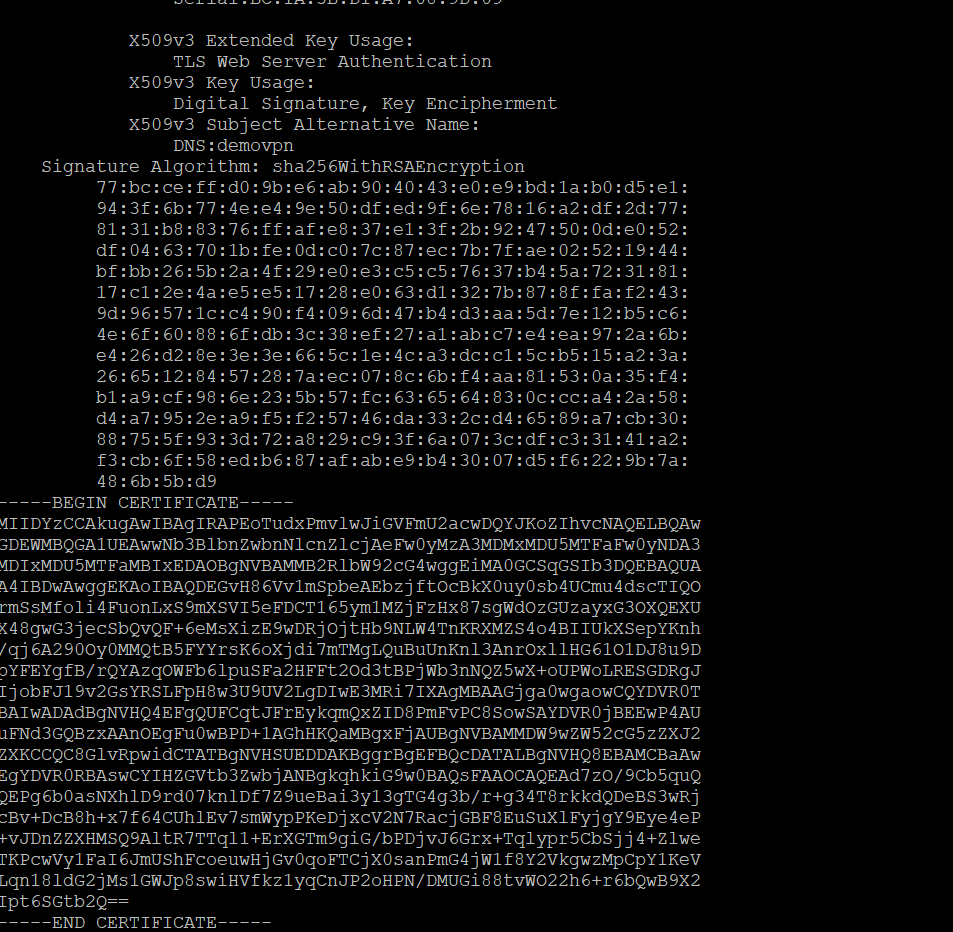 X509v3 Extended Key Usage:
TLS Web Server Authentication
X509v3 Key Usage:
Digital Signature, Key Encipherment
X509v3 Subject Alternative Name:
DNS:demovpn
Signature Algorithm: sha256WithRSAEncryption
77:bc:ce:ff:d0:9b:e6:ab:90:40:43:e0:e9:bd:1a:b0:d5:e1:
94:3f:6b:77:4e:e4:9e:50:df:ed:9f:6e:78:16:a2:df:2d:77:
81:31:b8:83:76:ff:af:e8:37:e1:3f:2b:92:47:50:0d:e0:52:
df:04:63:70:1b:fe:0d:c0:7c:87:ec:7b:7f:ae:02:52:19:44:
bf:bb:26:5b:2a:4f:29:e0:e3:c5:c5:76:37:b4:5a:72:31:81:
17:c1:2e:4a:e5:e5:17:28:e0:63:d1:32:7b:87:8f:fa:f2:43:
9d:96:57:1c:c4:90:f4:09:6d:47:b4:d3:aa:5d:7e:12:b5:c6:
4e:6f:60:88:6f:db:3c:38:ef:27:a1:ab:c7:e4:ea:97:2a:6b:
e4:26:d2:8e:3e:3e:66:5c:1e:4c:a3:dc:c1:5c:b5:15:a2:3a:
26:65:12:84:57:28:7a:ec:07:8c:6b:f4:aa:81:53:0a:35:f4:
b1:a9:cf:98:6e:23:5b:57:fc:63:65:64:83:0c:cc:a4:2a:58:
d4:a7:95:2e:a9:f5:f2:57:46:da:33:2c:d4:65:89:a7:cb:30:
88:75:5f:93:3d:72:a8:29:c9:3f:6a:07:3c:df:c3:31:41:a2:
f3:cb:6f:58:ed:b6:87:af:ab:e9:b4:30:07:d5:f6:22:9b:7a:
48:6b:5b:d9
-----BEGIN CERTIFICATE-----
MIIDYzCCAkugAwIBAgIRAPEoTudxPmvlwJiGVFmU2acwDQYJKoZIhvcNAQELBQAw
GDEWMBQGA1UEAwwNb3BlbnZwbnNlcnZlcjAeFw0yMzA3MDMxMDU5MTFaFw0yNDA3
MDIxMDU5MTFaMBIxEDAOBgNVBAMMB2RlbW92cG4wggEiMA0GCSqGSIb3DQEBAQUA
A4IBDwAwggEKAoIBAQDEGvH86Vv1mSpbeAEbzjftOcBkX0uy0sb4UCmu4dscTIQO
rmSsMfoli4FuonLxS9mXSVI5eFDCT165ym1MZjFzHx87sgWdOzGUzayxG3OXQEXU
X48gwG3jecSbQvQF+6eMsXizE9wDRjOjtHb9NLW4TnKRXMZS4o4BIIUkXSepYKnh
/qj6A290Oy0MMQtB5FYYrsK6oXjdi7mTMgLQuBuUnKnl3AnrOxllHG61O1DJ8u9D
pYFEYgfB/rQYAzqOWFb6lpuSFa2HFFt2Od3tBPjWb3nNQZ5wX+oUPWoLRESGDRgJ
IjobFJ19v2GsYRSLFpH8w3U9UV2LgDIwE3MRi7IXAgMBAAGjga0wgaowCQYDVR0T
BAIwADAdBgNVHQ4EFgQUFCqtJFrEykqmQxZID8PmFvPC8SowSAYDVR0jBEEwP4AU
uFNd3GQBzxAAnOEgFu0wBPD+1AGhHKQaMBgxFjAUBgNVBAMMDW9wZW52cG5zZXJ2
ZXKCCQC8GlvRpwidCTATBgNVHSUEDDAKBggrBgEFBQcDATALBgNVHQ8EBAMCBaAw
EgYDVR0RBAswCYIHZGVtb3ZwbjANBgkqhkiG9w0BAQsFAAOCAQEAd7zO/9Cb5quQ
QEPg6b0asNXhlD9rd07knlDf7Z9ueBai3y13gTG4g3b/r+g34T8rkkdQDeBS3wRj
cBv+DcB8h+x7f64CUhlEv7smWypPKeDjxcV2N7RacjGBF8EuSuXlFyjgY9Eye4eP
+vJDnZZXHMSQ9AltR7TTql1+ErXGTm9giG/bPDjvJ6Grx+Tqlypr5CbSjj4+Zlwe
TKPcwVy1FaI6JmUShFcoeuwHjGv0qoFTCjX0sanPmG4jW1f8Y2VkgwzMpCpY1KeV
Lqn18ldG2jMs1GWJp8swiHVfkz1yqCnJP2oHPN/DMUGi88tvWO22h6+r6bQwB9X2
Ipt6SGtb2Q==
-----END CERTIFICATE-----